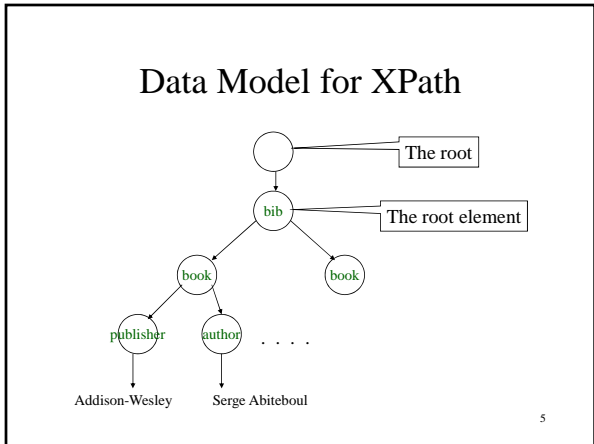 Data Model for XPath
The root
bib
The root element
book
book
publisher
author
. . . .
Addison-Wesley
Serge Abiteboul
5